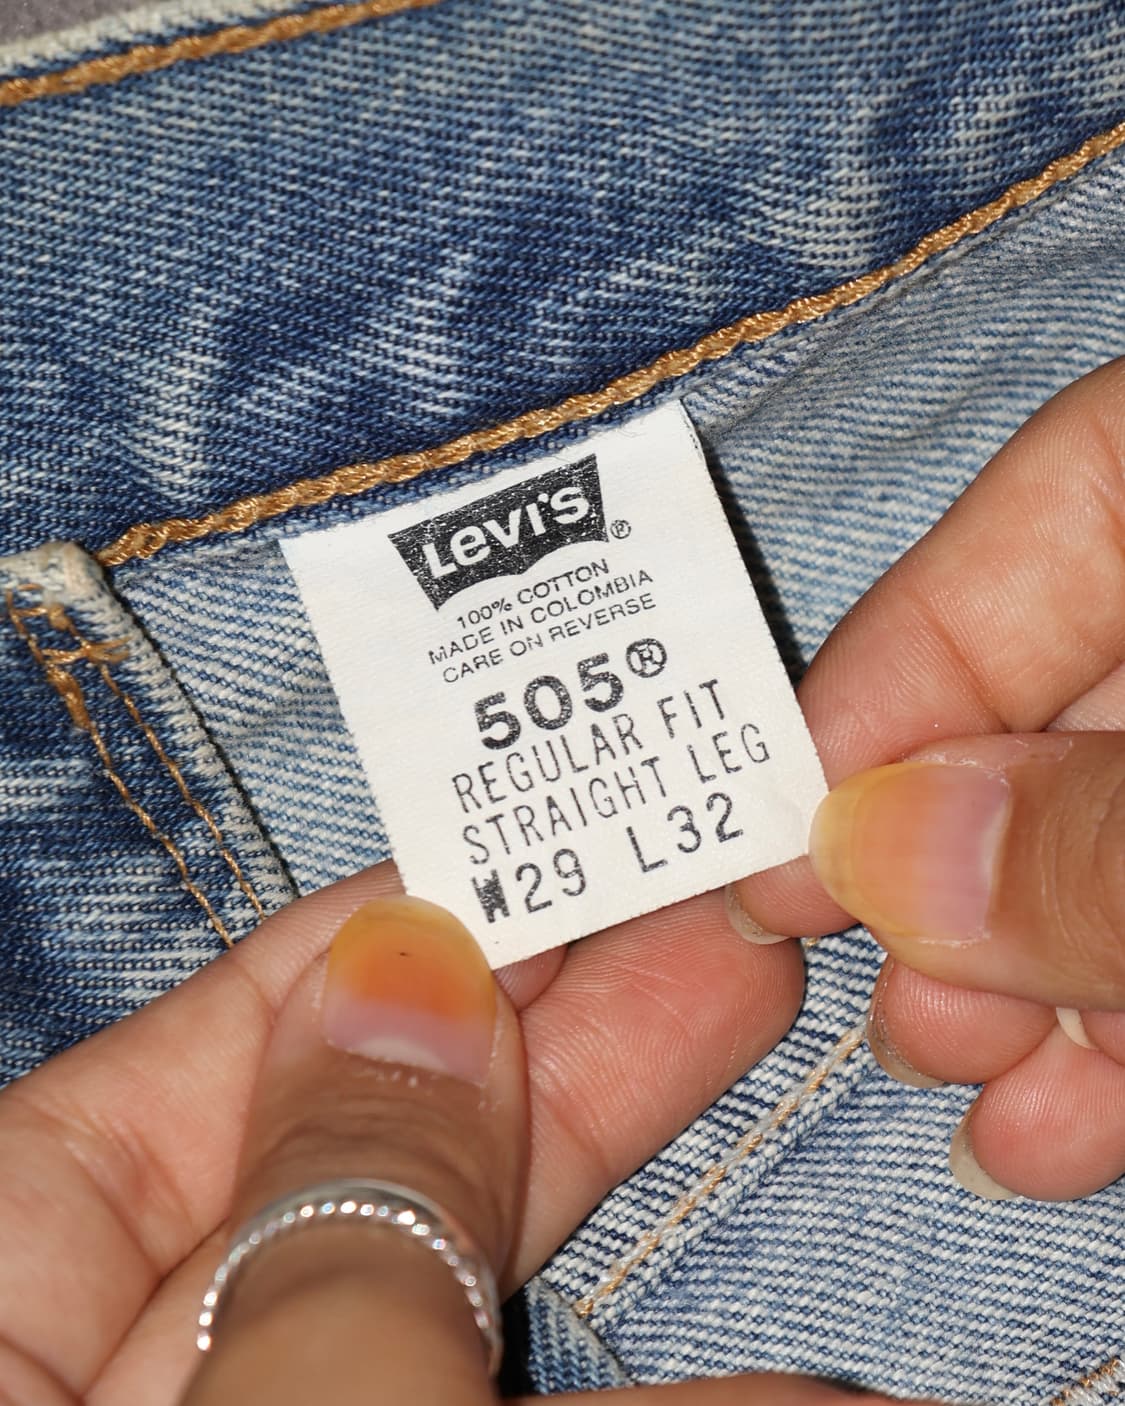 Levi's®
100% COTTON
MADE IN COLOMBIA
CARE ON REVERSE
505®
REGULAR FIT
STRAIGHT LEG
W29 L32